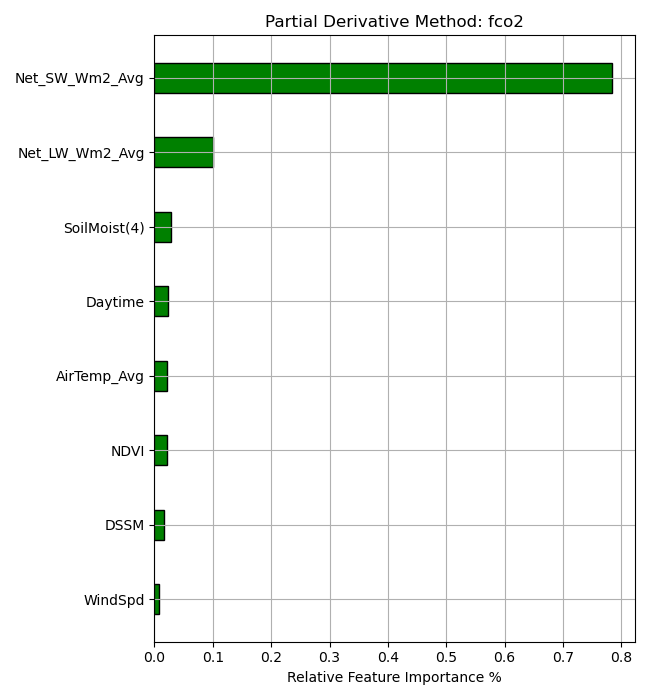 Partial Derivative Method: fco2
Net_SW_Wm2_Avg
Net_LW_Wm2_Avg
SoilMoist(4)
Daytime
AirTemp_Avg
NDVI
DSSM
WindSpd
0.0 0.1 0.2 0.3 0.4 0.5 0.6 0.7 0.8
Relative Feature Importance %